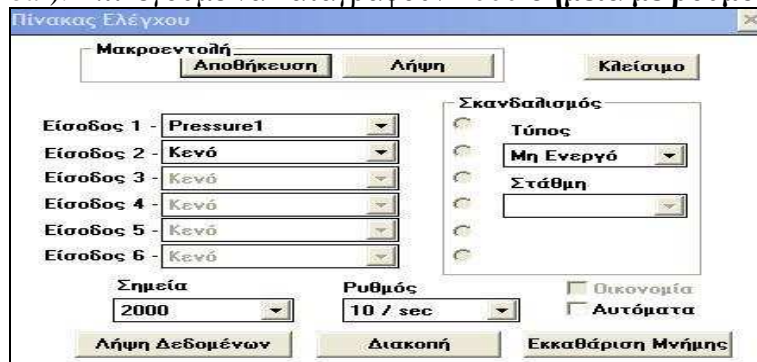 Πίνακας Ελέγχου
Μακροεντολή
Αποθήκευση Λήψη Κλείσιμο
Σκανδαλισμός
Είσοδος 1 - Pressure1 Τύπος
Είσοδος 2 - Κενό Μη Ενεργό
Είσοδος 3 - Κενό Στάθμη
Είσοδος 4 - Κενό
Είσοδος 5 - Κενό
Είσοδος 6 - Κενό
Σημεία Ρυθμός Οικονομία
2000 10 / sec Αυτόματα
Λήψη Δεδομένων Διακοπή Εκκαθάριση Μνήμης